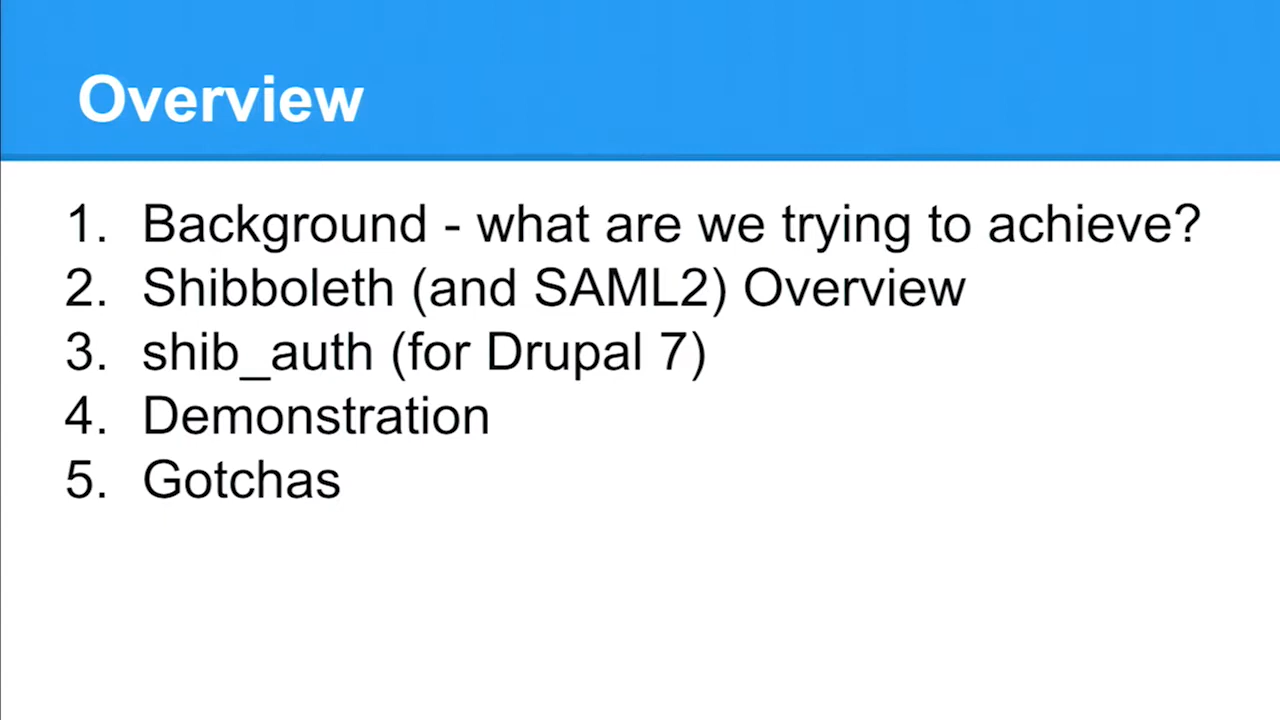 Overview
1. Background - what are we trying to achieve?
2. Shibboleth (and SAML2) Overview
3. shib_auth (for Drupal 7)
4. Demonstration
5. Gotchas